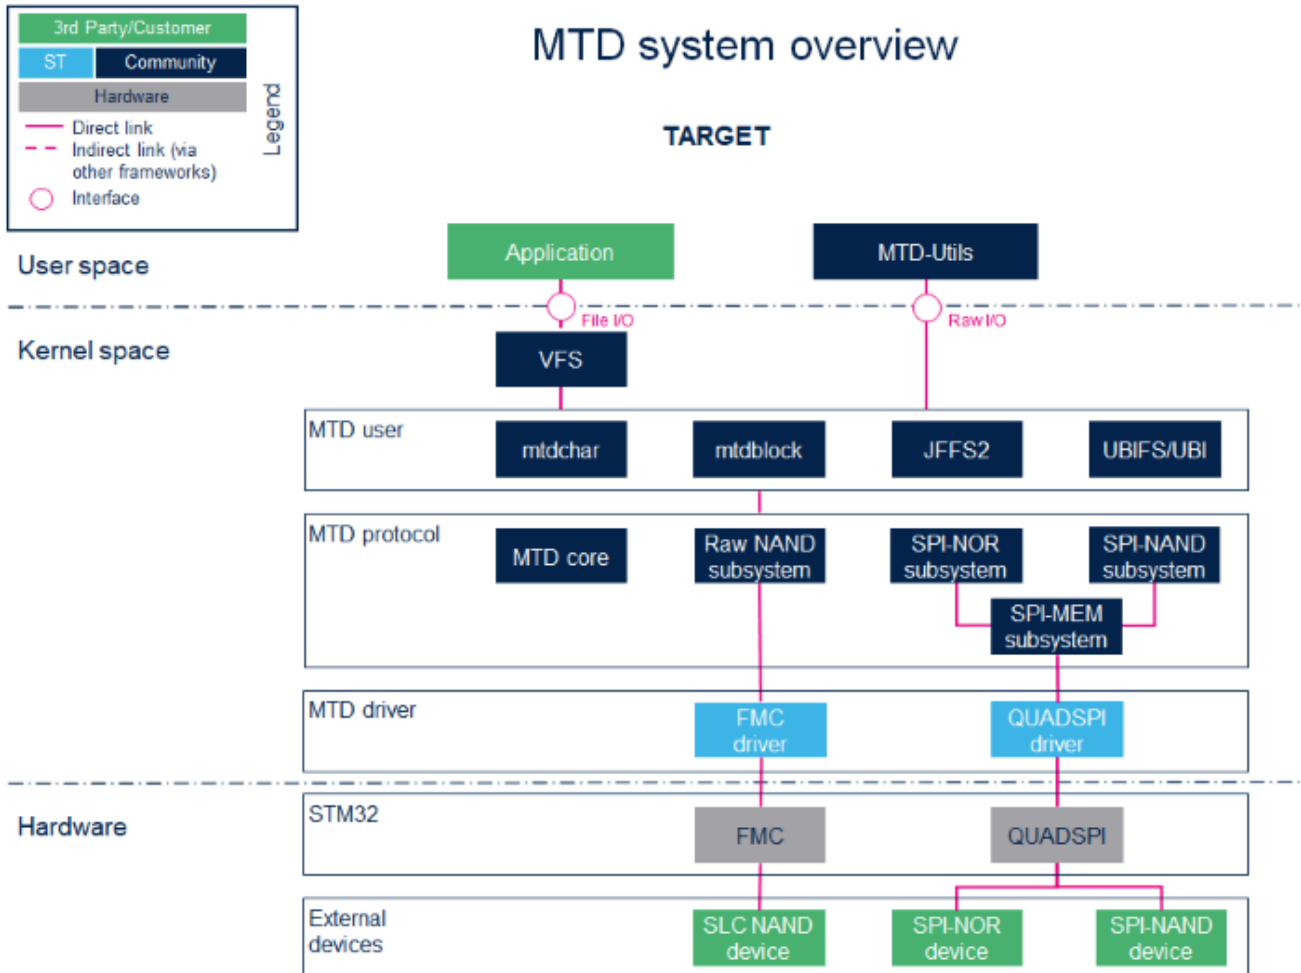 3rd Party/Customer
ST
Community
Hardware
Direct link
Indirect link (via
other frameworks)
Interface
Legend
MTD system overview
TARGET
User space
Application
MTD-Utils
File I/O
Raw I/O
Kernel space
VFS
MTD user
mtdchar
mtdblock
JFFS2
UBIFS/UBI
MTD protocol
MTD core
Raw NAND
subsystem
SPI-NOR
subsystem
SPI-NAND
subsystem
SPI-MEM
subsystem
MTD driver
FMC
driver
QUADSPI
driver
Hardware
STM32
FMC
QUADSPI
External
devices
SLC NAND
device
SPI-NOR
device
SPI-NAND
device